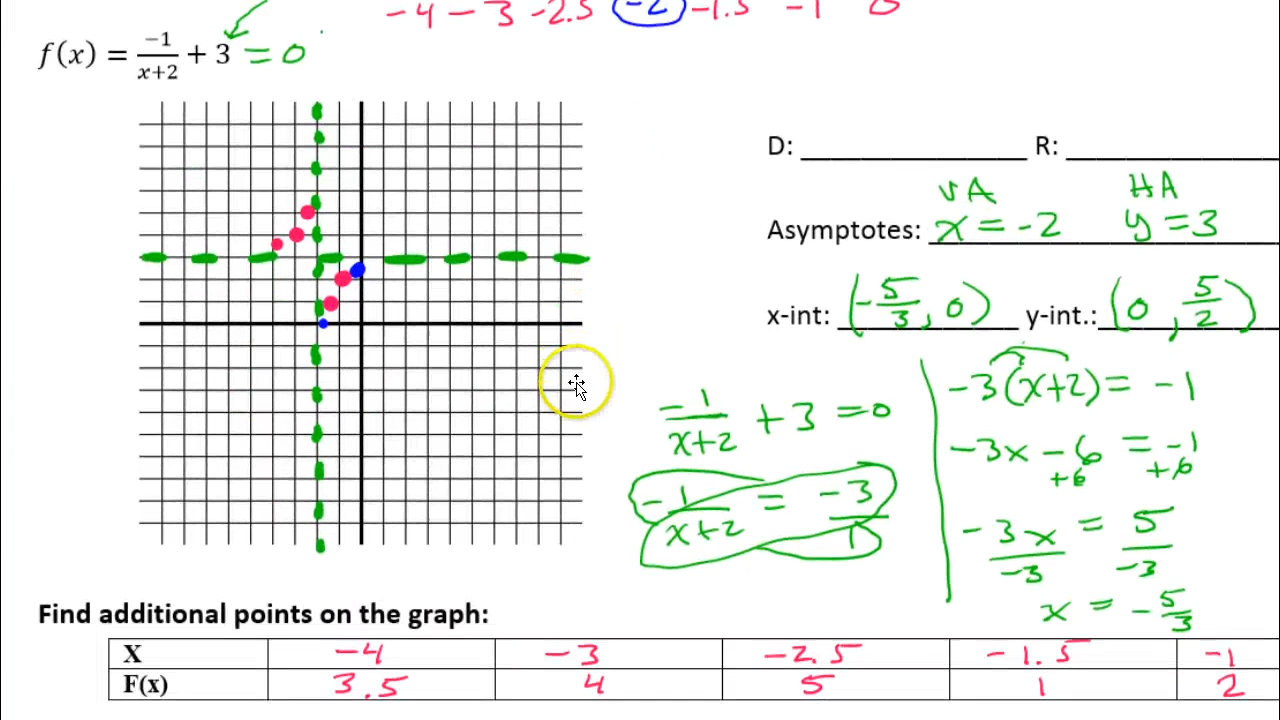 -4 -3 -2.5 -2 -1.5 -1 0
f(x) = -1/(x+2) + 3 = 0
D: ________________ R: ________________
VA HA
Asymptotes: x = -2 y = 3
x-int: (-5/3, 0) y-int.: (0, 5/2)
-1/(x+2) + 3 = 0
-1/(x+2) = -3/1
-3(x+2) = -1
-3x - 6 = -1
+6 +6
-3x/-3 = 5/-3
x = -5/3
Find additional points on the graph:
X -4 -3 -2.5 -1.5 -1
F(x) 3.5 4 5 1 2